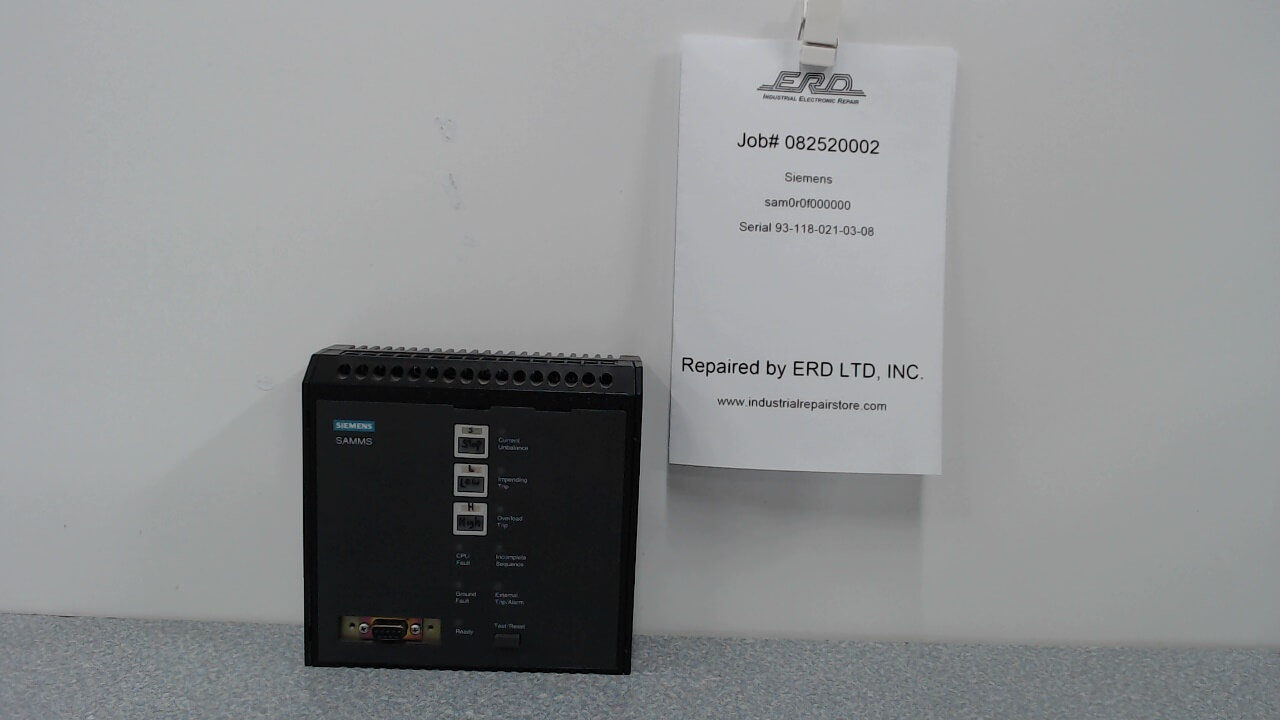 ERD
INDUSTRIAL ELECTRONIC REPAIR
Job# 082520002
Siemens
sam0r0f000000
Serial 93-118-021-03-08
Repaired by ERD LTD, INC.
www.industrialrepairstore.com
SIEMENS
SAMMS
S
Current
Unbalance
L
Low
Impending
Trip
H
High
Overload
Trip
CPU
Fault
Incomplete
Sequence
Ground
Fault
External
Trip/Alarm
Ready
Test/Reset